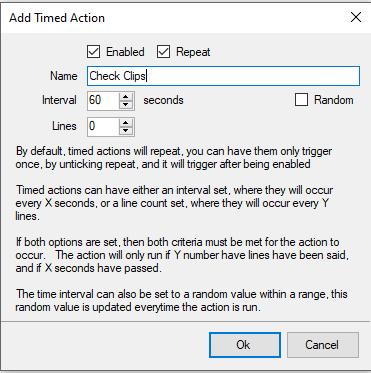 Add Timed Action
Enabled Repeat
Name Check Clips
Interval 60 seconds Random
Lines 0
By default, timed actions will repeat, you can have them only trigger
once, by unticking repeat, and it will trigger after being enabled
Timed actions can have either an interval set, where they will occur
every X seconds, or a line count set, where they will occur every Y
lines.
If both options are set, then both criteria must be met for the action to
occur. The action will only run if Y number have lines have been said,
and if X seconds have passed.
The time interval can also be set to a random value within a range, this
random value is updated everytime the action is run.
Ok Cancel